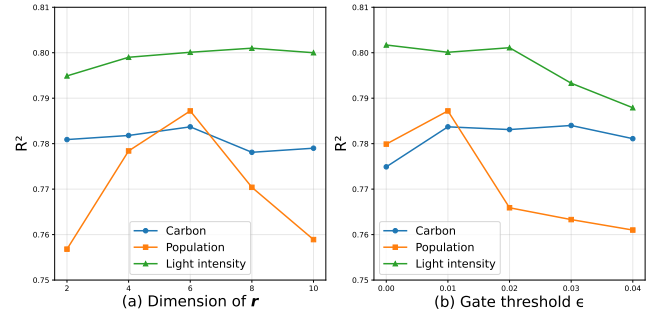 0.81
0.80
0.79
0.78
0.77
0.76
0.75
R²
2 4 6 8 10
Carbon
Population
Light intensity
(a) Dimension of r
0.81
0.80
0.79
0.78
0.77
0.76
0.75
R²
0.00 0.01 0.02 0.03 0.04
Carbon
Population
Light intensity
(b) Gate threshold ϵ